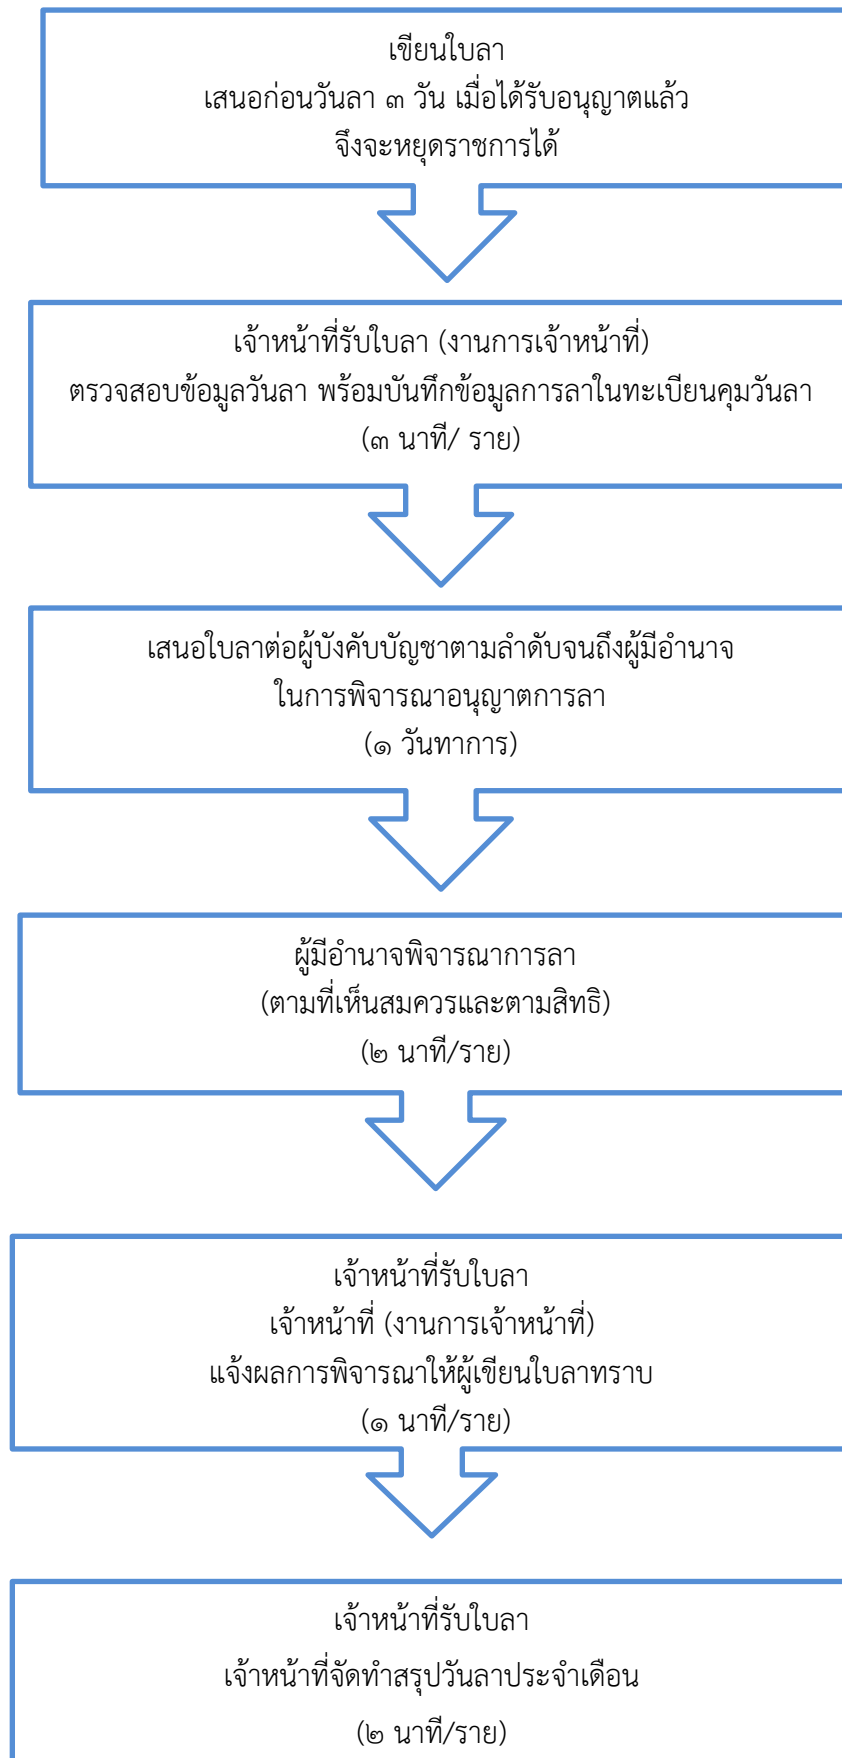 เขียนใบลา
เสนอก่อนวันลา ๓ วัน เมื่อได้รับอนุญาตแล้ว
จึงจะหยุดราชการได้
เจ้าหน้าที่รับใบลา (งานการเจ้าหน้าที่)
ตรวจสอบข้อมูลวันลา พร้อมบันทึกข้อมูลการลาในทะเบียนคุมวันลา
(๓ นาที/ ราย)
เสนอใบลาต่อผู้บังคับบัญชาตามลำดับจนถึงผู้มีอำนาจ
ในการพิจารณาอนุญาตการลา
(๑ วันทาการ)
ผู้มีอำนาจพิจารณาการลา
(ตามที่เห็นสมควรและตามสิทธิ)
(๒ นาที/ราย)
เจ้าหน้าที่รับใบลา
เจ้าหน้าที่ (งานการเจ้าหน้าที่)
แจ้งผลการพิจารณาให้ผู้เขียนใบลาทราบ
(๑ นาที/ราย)
เจ้าหน้าที่รับใบลา
เจ้าหน้าที่จัดทำสรุปวันลาประจำเดือน
(๒ นาที/ราย)